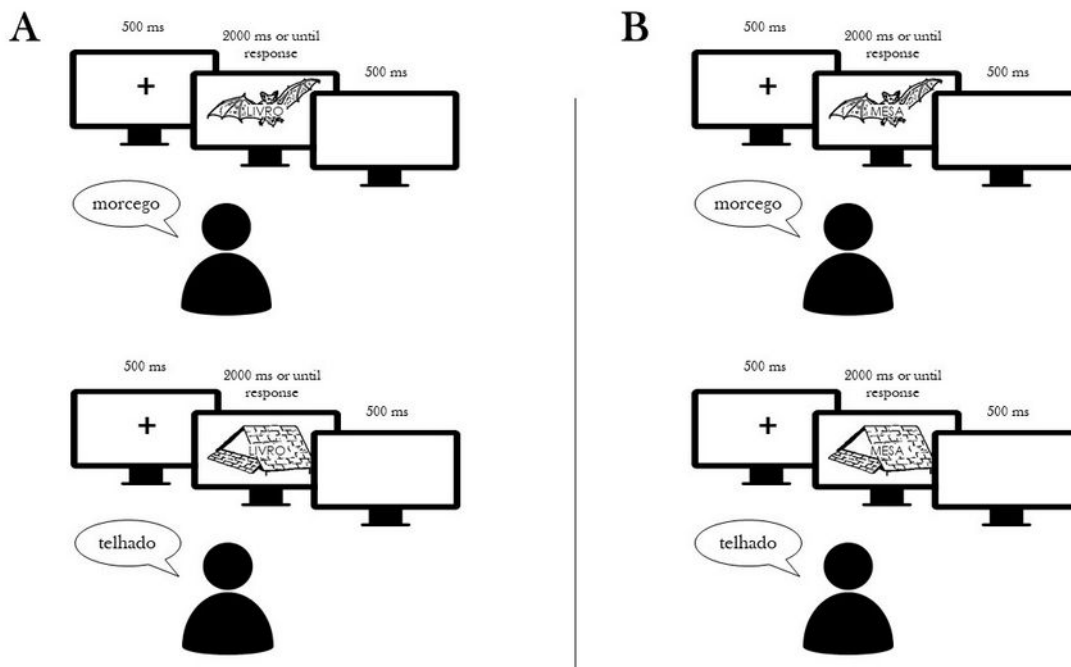 A
500 ms
2000 ms or until
response
500 ms
+
LIVRO
morcego
500 ms
2000 ms or until
response
500 ms
+
LIVRO
telhado
B
500 ms
2000 ms or until
response
500 ms
+
MESA
morcego
500 ms
2000 ms or until
response
500 ms
+
MESA
telhado